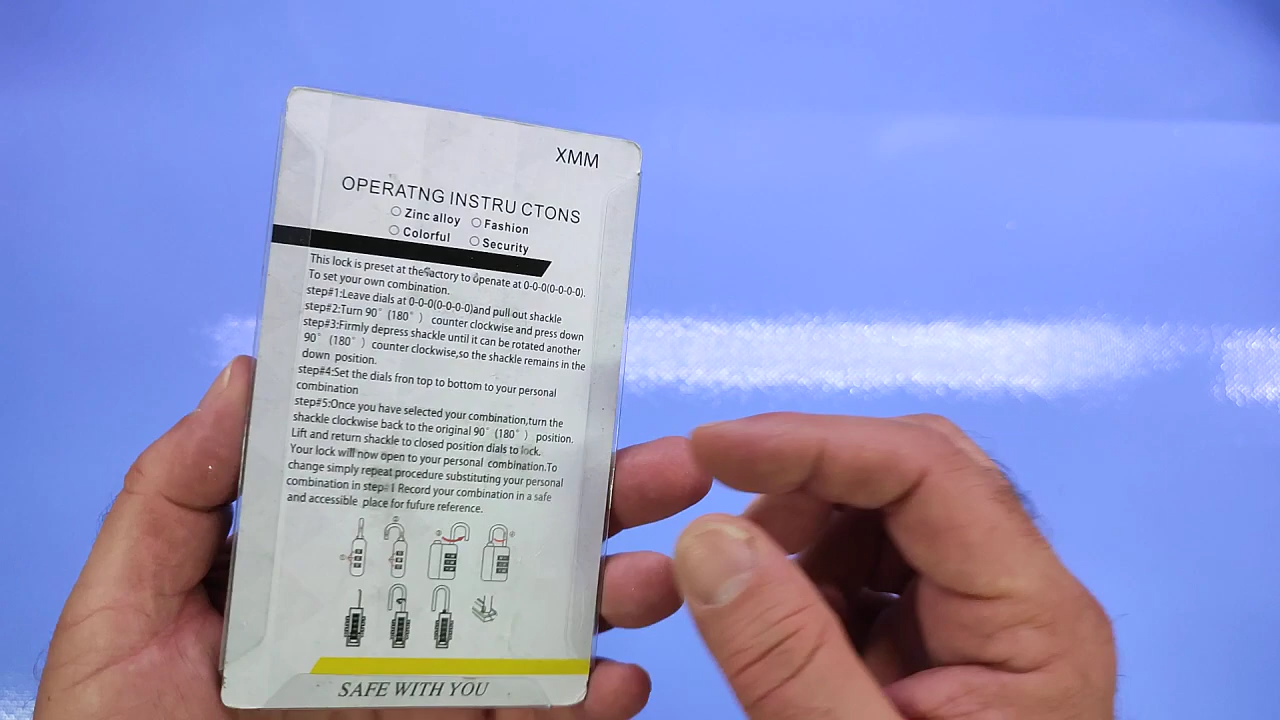 XMM
OPERATNG INSTRU CTONS
Zinc alloy Fashion
Colorful Security
This lock is preset at the factory to openate at 0-0-0(0-0-0-0).
To set your own combination.
step#1:Leave dials at 0-0-0(0-0-0-0)and pull out shackle
step#2:Turn 90° (180° ) counter clockwise and press down
step#3:Firmly depress shackle until it can be rotated another
90° (180° ) counter clockwise,so the shackle remains in the
down position.
step#4:Set the dials fron top to bottom to your personal
combination
step#5:Once you have selected your combination,turn the
shackle clockwise back to the original 90° (180° ) position.
Lift and return shackle to closed position dials to lock.
Your lock will now open to your personal combination.To
change simply repeat procedure substituting your personal
combination in step#1 Record your combination in a safe
and accessible place for future reference.
SAFE WITH YOU